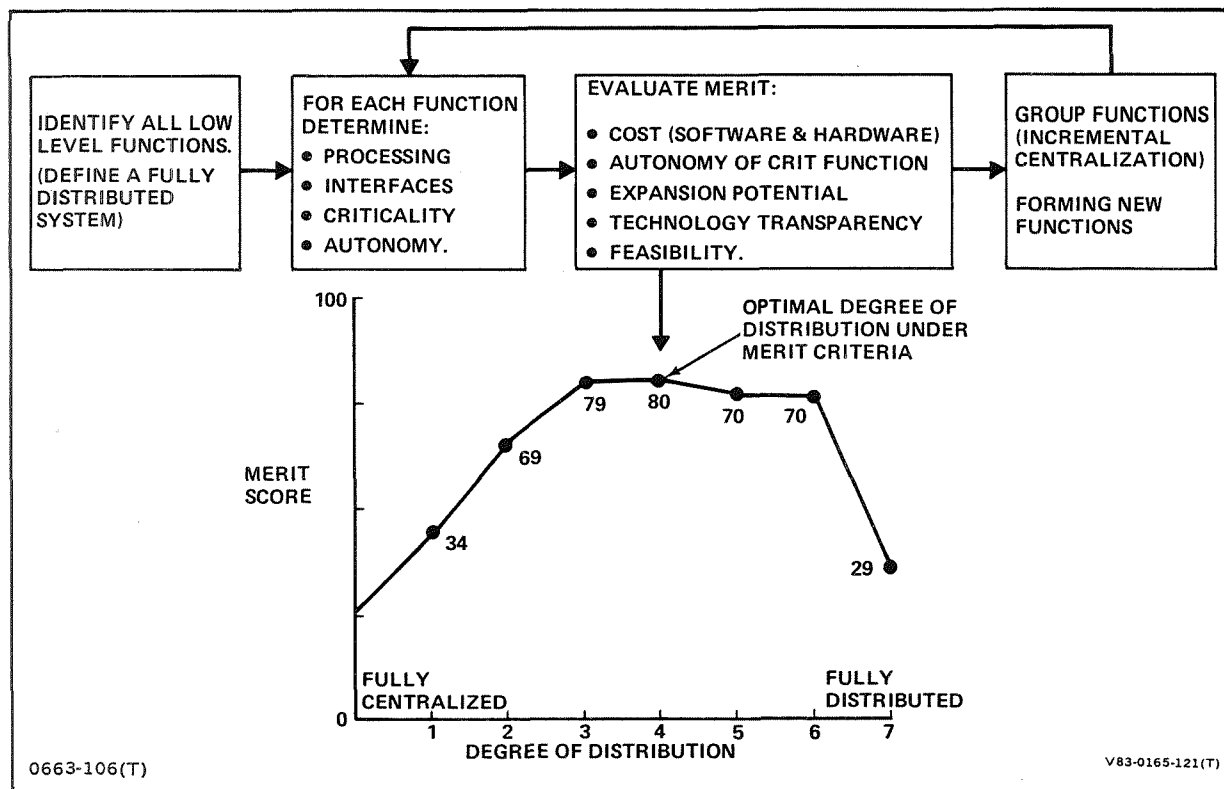 IDENTIFY ALL LOW
LEVEL FUNCTIONS.
(DEFINE A FULLY
DISTRIBUTED
SYSTEM)
FOR EACH FUNCTION
DETERMINE:
● PROCESSING
● INTERFACES
● CRITICALITY
● AUTONOMY.
EVALUATE MERIT:
● COST (SOFTWARE & HARDWARE)
● AUTONOMY OF CRIT FUNCTION
● EXPANSION POTENTIAL
● TECHNOLOGY TRANSPARENCY
● FEASIBILITY.
GROUP FUNCTIONS
(INCREMENTAL
CENTRALIZATION)
FORMING NEW
FUNCTIONS
100
OPTIMAL DEGREE OF
DISTRIBUTION UNDER
MERIT CRITERIA
79 80 70 70
69
MERIT
SCORE
34
29
FULLY
CENTRALIZED
FULLY
DISTRIBUTED
0
1 2 3 4 5 6 7
DEGREE OF DISTRIBUTION
0663-106(T)
V83-0165-121(T)